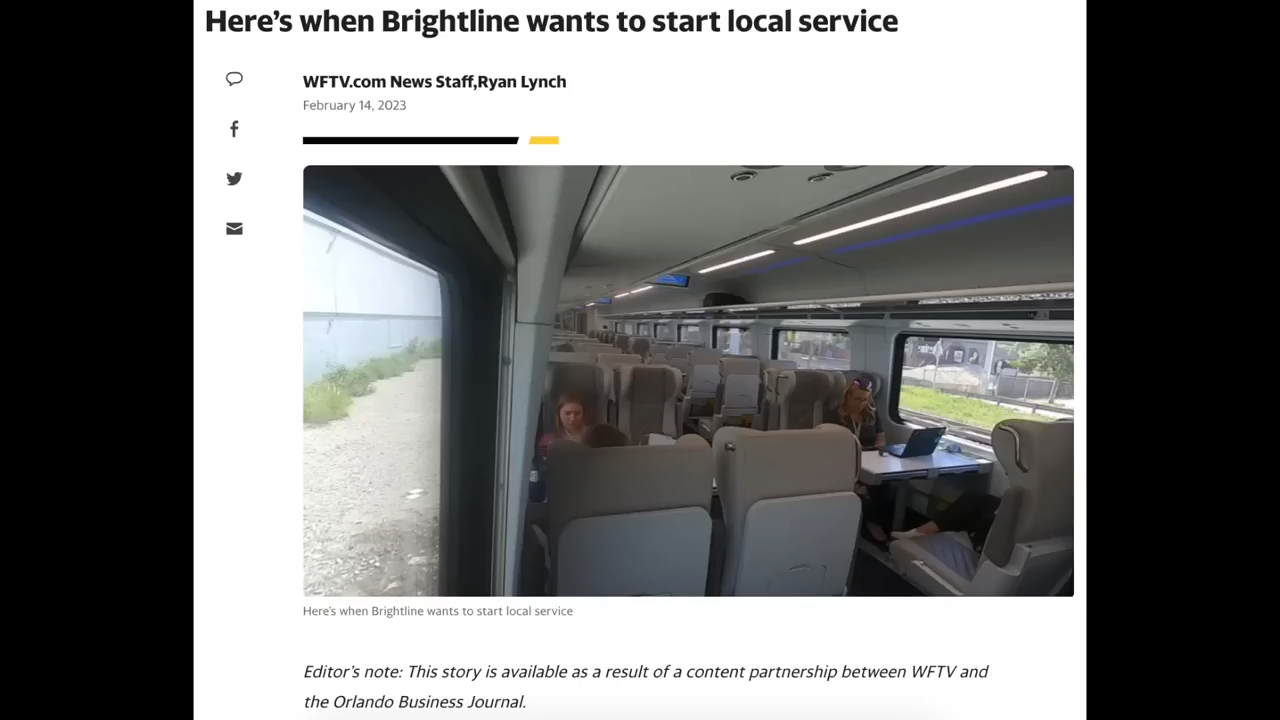 Here's when Brightline wants to start local service
WFTV.com News Staff,Ryan Lynch
February 14, 2023
Here's when Brightline wants to start local service
Editor's note: This story is available as a result of a content partnership between WFTV and
the Orlando Business Journal.